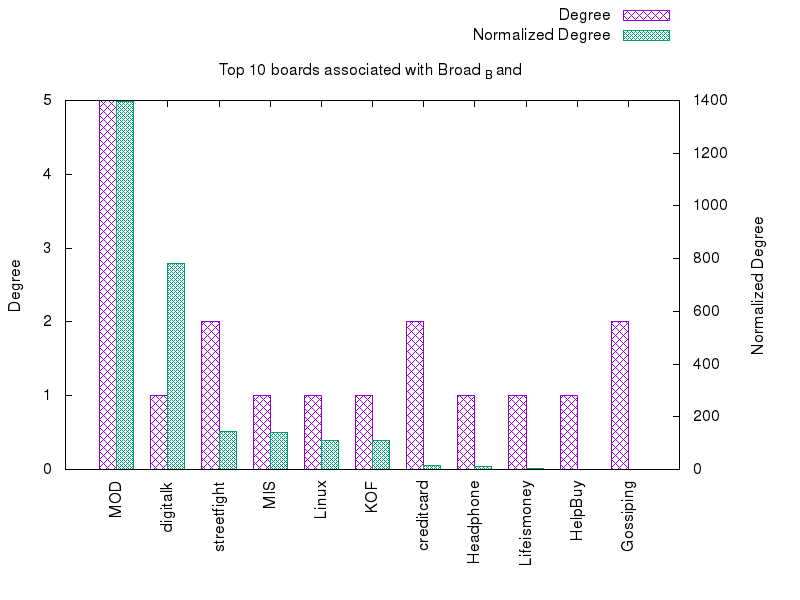 Degree
Normalized Degree
Top 10 boards associated with Broad B and
5
4
3
2
1
0
1400
1200
1000
800
600
400
200
0
Degree
Normalized Degree
MOD
digitalk
streetfight
MIS
Linux
KOF
creditcard
Headphone
Lifeismoney
HelpBuy
Gossiping